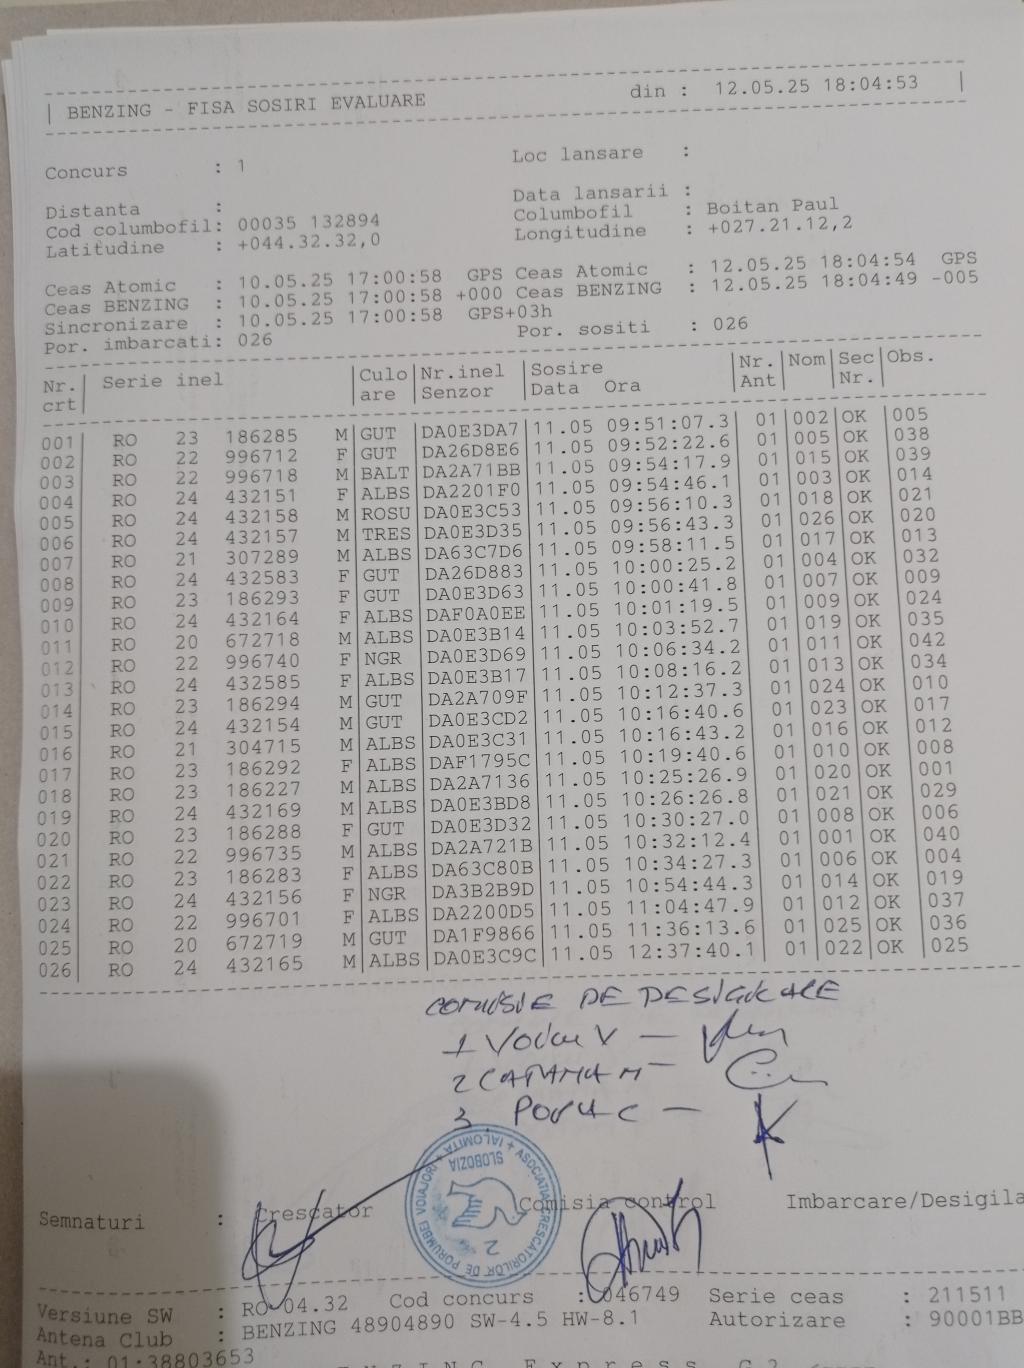 BENZING - FISA SOSIRI EVALUARE din : 12.05.25 18:04:53
Concurs : 1 Loc lansare :
Distanta : Data lansarii :
Cod columbofil: 00035 132894 Columbofil : Boitan Paul
Latitudine : +044.32.32,0 Longitudine : +027.21.12,2
Ceas Atomic : 10.05.25 17:00:58 GPS Ceas Atomic : 12.05.25 18:04:54 GPS
Ceas BENZING : 10.05.25 17:00:58 +000 Ceas BENZING : 12.05.25 18:04:49 -005
Sincronizare : 10.05.25 17:00:58 GPS+03h
Por. imbarcati: 026 Por. sositi : 026
Nr. | Serie inel | Culo | Nr.inel | Sosire | Nr. | Nom | Sec | Obs.
crt | | are | Senzor | Data Ora | Ant | | Nr. |
001 | RO 23 186285 M | GUT | DA0E3DA7 | 11.05 09:51:07.3 | 01 | 002 | OK | 005
002 | RO 22 996712 F | GUT | DA26D8E6 | 11.05 09:52:22.6 | 01 | 005 | OK | 038
003 | RO 22 996718 M | BALT | DA2A71BB | 11.05 09:54:17.9 | 01 | 015 | OK | 039
004 | RO 24 432151 F | ALBS | DA2201F0 | 11.05 09:54:46.1 | 01 | 003 | OK | 014
005 | RO 24 432158 M | ROSU | DA0E3C53 | 11.05 09:56:10.3 | 01 | 018 | OK | 021
006 | RO 24 432157 M | TRES | DA0E3D35 | 11.05 09:56:43.3 | 01 | 026 | OK | 020
007 | RO 21 307289 M | ALBS | DA63C7D6 | 11.05 09:58:11.5 | 01 | 017 | OK | 013
008 | RO 24 432583 F | GUT | DA26D883 | 11.05 10:00:25.2 | 01 | 004 | OK | 032
009 | RO 23 186293 F | GUT | DA0E3D63 | 11.05 10:00:41.8 | 01 | 007 | OK | 009
010 | RO 24 432164 F | ALBS | DAF0A0EE | 11.05 10:01:19.5 | 01 | 009 | OK | 024
011 | RO 20 672718 M | ALBS | DA0E3B14 | 11.05 10:03:52.7 | 01 | 019 | OK | 035
012 | RO 22 996740 F | NGR | DA0E3D69 | 11.05 10:06:34.2 | 01 | 011 | OK | 042
013 | RO 24 432585 F | ALBS | DA0E3B17 | 11.05 10:08:16.2 | 01 | 013 | OK | 034
014 | RO 23 186294 M | GUT | DA2A709F | 11.05 10:12:37.3 | 01 | 024 | OK | 010
015 | RO 24 432154 M | GUT | DA0E3CD2 | 11.05 10:16:40.6 | 01 | 023 | OK | 017
016 | RO 21 304715 M | ALBS | DA0E3C31 | 11.05 10:16:43.2 | 01 | 016 | OK | 012
017 | RO 23 186292 F | ALBS | DAF1795C | 11.05 10:19:40.6 | 01 | 010 | OK | 008
018 | RO 23 186227 M | ALBS | DA2A7136 | 11.05 10:25:26.9 | 01 | 020 | OK | 001
019 | RO 24 432169 M | ALBS | DA0E3BD8 | 11.05 10:26:26.8 | 01 | 021 | OK | 029
020 | RO 23 186288 F | GUT | DA0E3D32 | 11.05 10:30:27.0 | 01 | 008 | OK | 006
021 | RO 22 996735 M | ALBS | DA2A721B | 11.05 10:32:12.4 | 01 | 001 | OK | 040
022 | RO 23 186283 F | ALBS | DA63C80B | 11.05 10:34:27.3 | 01 | 006 | OK | 004
023 | RO 24 432156 F | NGR | DA3B2B9D | 11.05 10:54:44.3 | 01 | 014 | OK | 019
024 | RO 22 996701 F | ALBS | DA2200D5 | 11.05 11:04:47.9 | 01 | 012 | OK | 037
025 | RO 20 672719 M | GUT | DA1F9866 | 11.05 11:36:13.6 | 01 | 025 | OK | 036
026 | RO 24 432165 M | ALBS | DA0E3C9C | 11.05 12:37:40.1 | 01 | 022 | OK | 025
COMISIE DE DESIGILARE
1
2
3
ASOCIATIA CRESCATORILOR DE PORUMBEI VOIAJORI + IALOMITA +
SLOBOZIA
2
Semnaturi : Crescator Comisia control Imbarcare/Desigila
Versiune SW : RO 04.32 Cod concurs : 046749 Serie ceas : 211511
Antena Club : BENZING 48904890 SW-4.5 HW-8.1 Autorizare : 90001BB
Ant.: 01:38803653